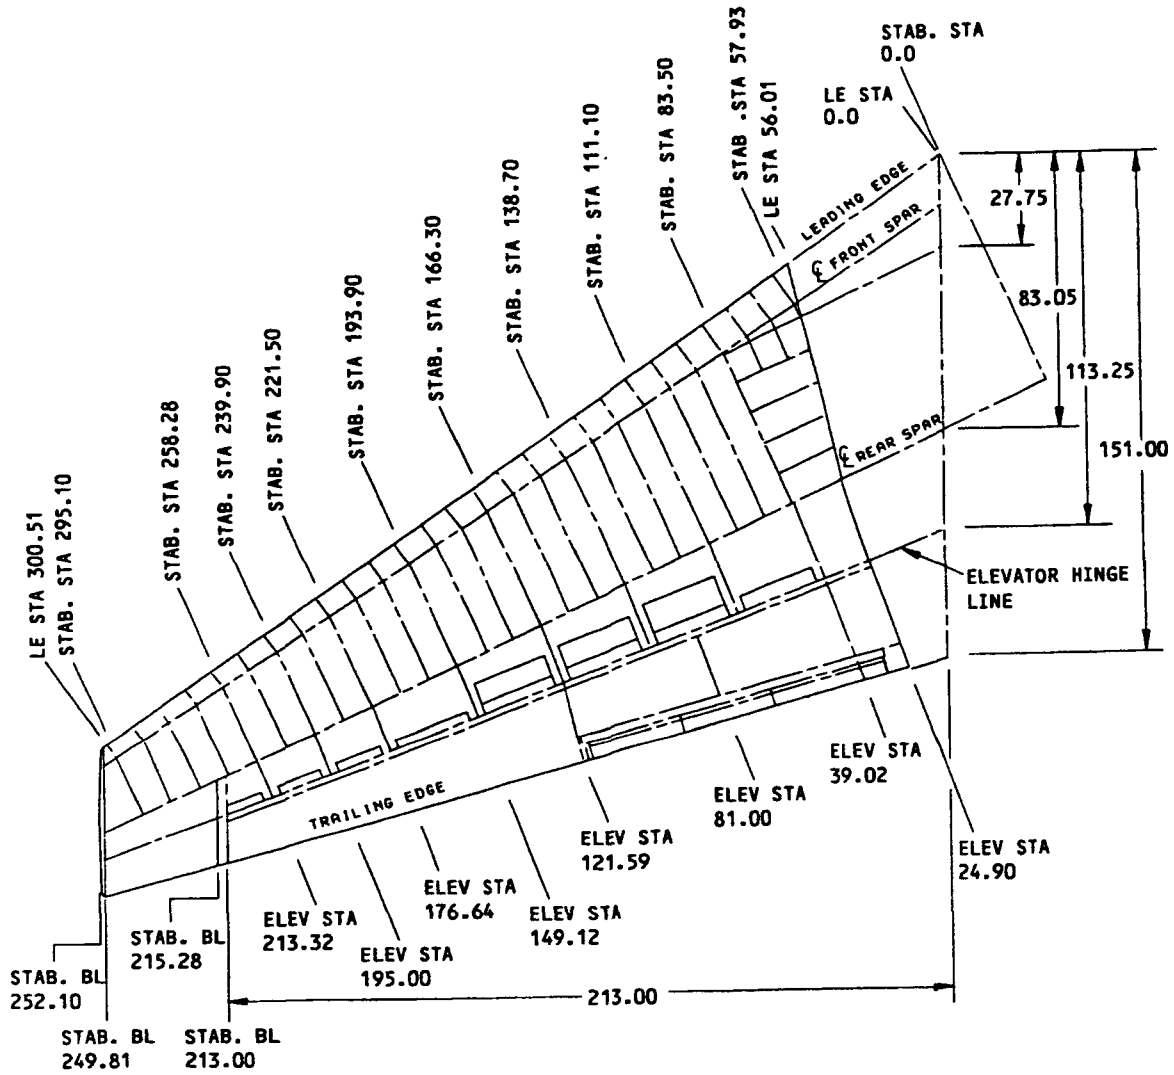 STAB. STA
0.0
LE STA
0.0
STAB .STA 57.93
LE STA 56.01
STAB. STA 83.50
STAB. STA 111.10
STAB. STA 138.70
STAB. STA 166.30
STAB. STA 193.90
STAB. STA 221.50
STAB. STA 239.90
STAB. STA 258.28
LE STA 300.51
STAB. STA 295.10
LEADING EDGE
℄ FRONT SPAR
℄ REAR SPAR
27.75
83.05
113.25
151.00
ELEVATOR HINGE
LINE
TRAILING EDGE
ELEV STA
39.02
ELEV STA
81.00
ELEV STA
24.90
ELEV STA
121.59
ELEV STA
149.12
ELEV STA
176.64
ELEV STA
195.00
ELEV STA
213.32
STAB. BL
215.28
STAB. BL
252.10
213.00
STAB. BL
249.81
STAB. BL
213.00